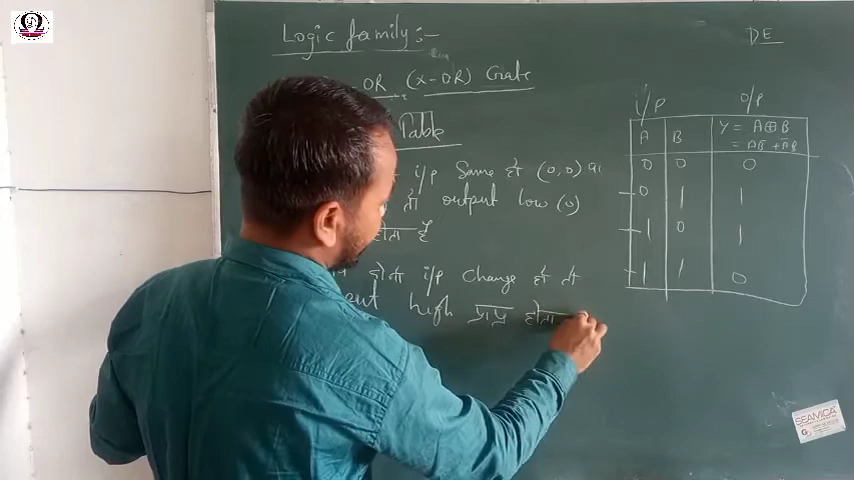 Logic family :-
DE
OR (X-OR) Gate
Table
i/p Same हो (0,0) या
तो output low (0)
होता है
दोनो i/p change हो तो
high प्राप्त होता
i/P O/P
A B Y = A⊕B
= AB̅ + A̅B
0 0 0
0 1 1
1 0 1
1 1 0
SEAMICA